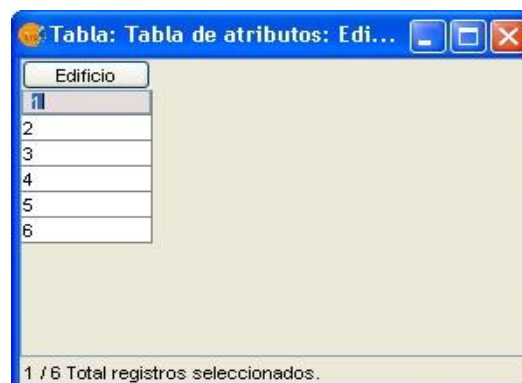 Tabla: Tabla de atributos: Edi...
Edificio
1
2
3
4
5
6
1 / 6 Total registros seleccionados.